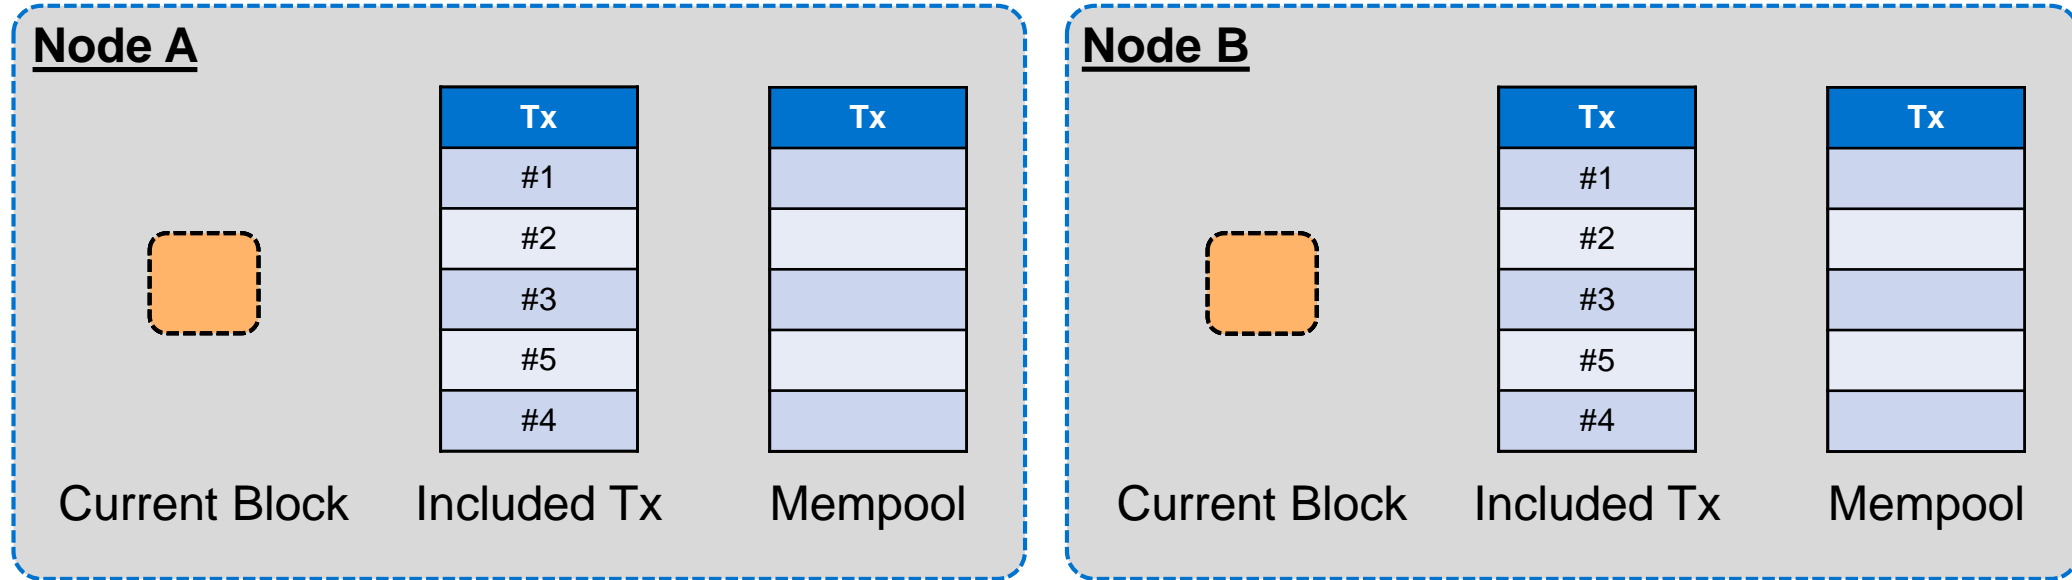 Node A
Tx
#1
#2
#3
#5
#4
Tx
Current Block
Included Tx
Mempool
Node B
Tx
#1
#2
#3
#5
#4
Tx
Current Block
Included Tx
Mempool